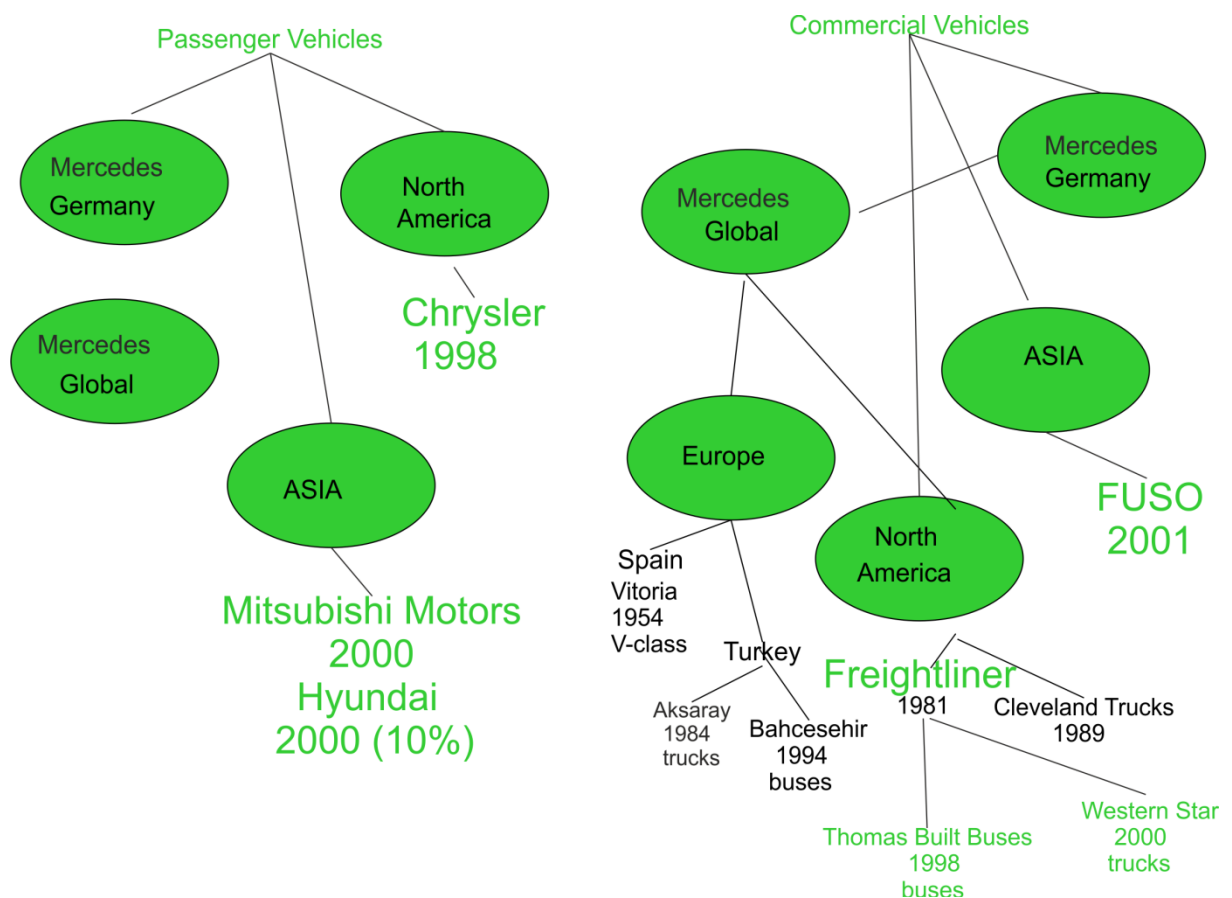 Passenger Vehicles
Mercedes
Germany
North
America
Chrysler
1998
Mercedes
Global
ASIA
Mitsubishi Motors
2000
Hyundai
2000 (10%)
Commercial Vehicles
Mercedes
Germany
Mercedes
Global
ASIA
FUSO
2001
Europe
North
America
Spain
Vitoria
1954
V-class
Turkey
Aksaray
1984
trucks
Bahcesehir
1994
buses
Freightliner
1981
Cleveland Trucks
1989
Thomas Built Buses
1998
buses
Western Star
2000
trucks